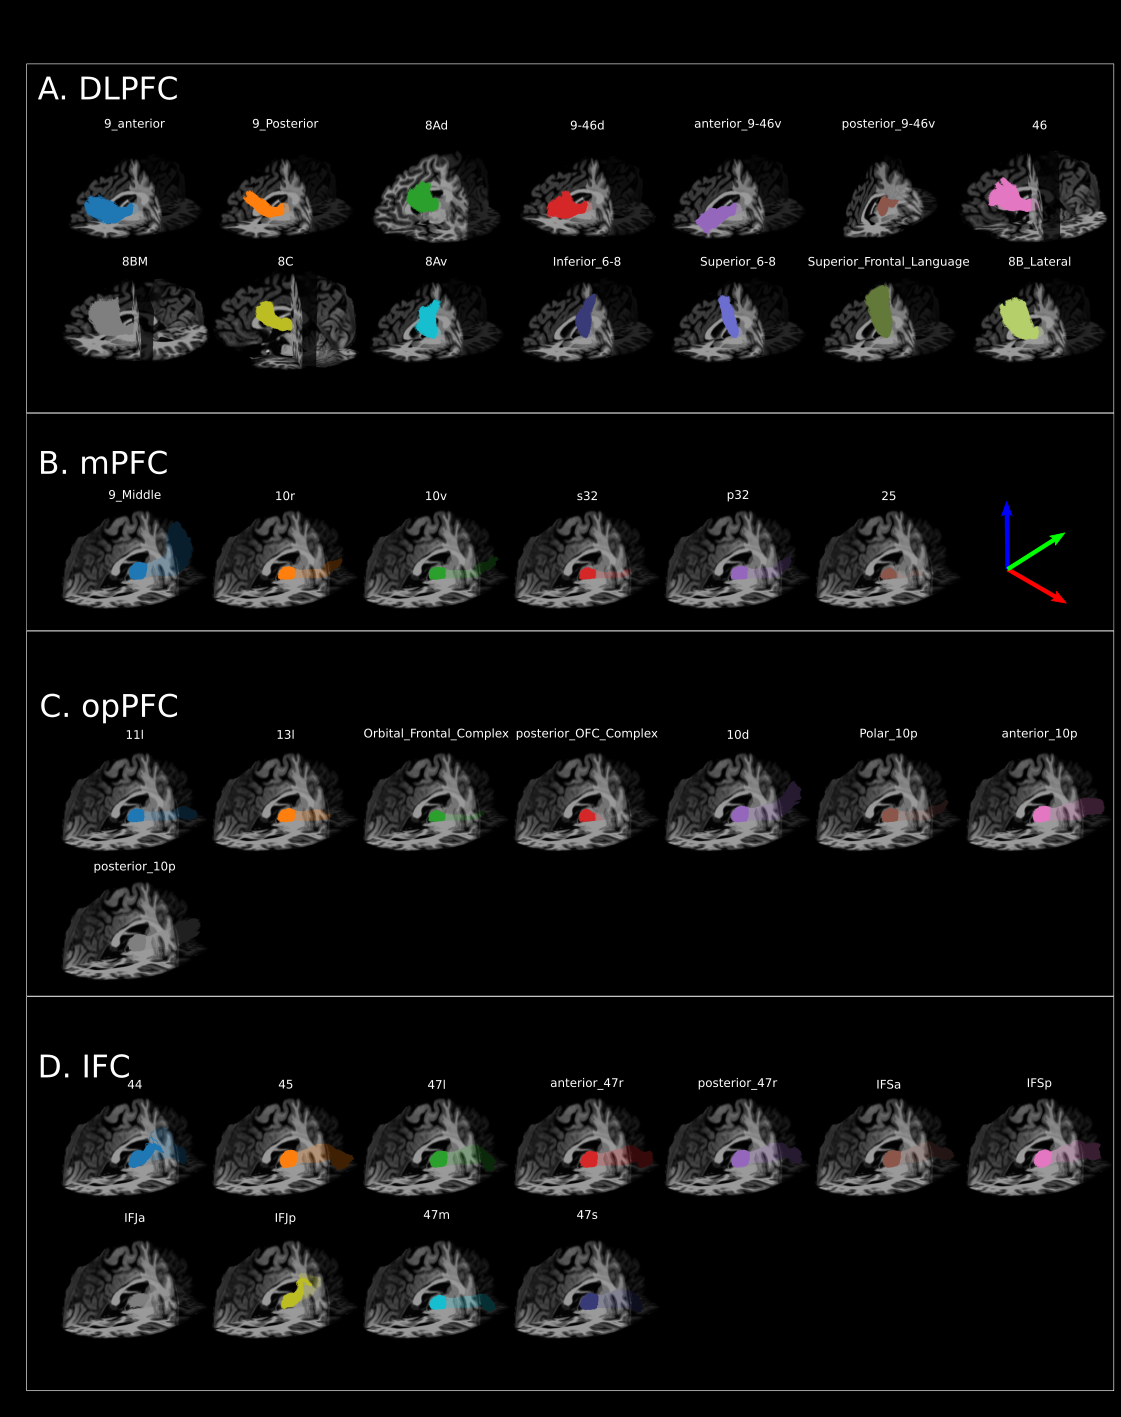 A. DLPFC
9_anterior 9_Posterior 8Ad 9-46d anterior_9-46v posterior_9-46v 46
8BM 8C 8Av Inferior_6-8 Superior_6-8 Superior_Frontal_Language 8B_Lateral
B. mPFC
9_Middle 10r 10v s32 p32 25
C. opPFC
11l 13l Orbital_Frontal_Complex posterior_OFC_Complex 10d Polar_10p anterior_10p
posterior_10p
D. IFC
44 45 47l anterior_47r posterior_47r IFSa IFSp
IFJa IFJp 47m 47s